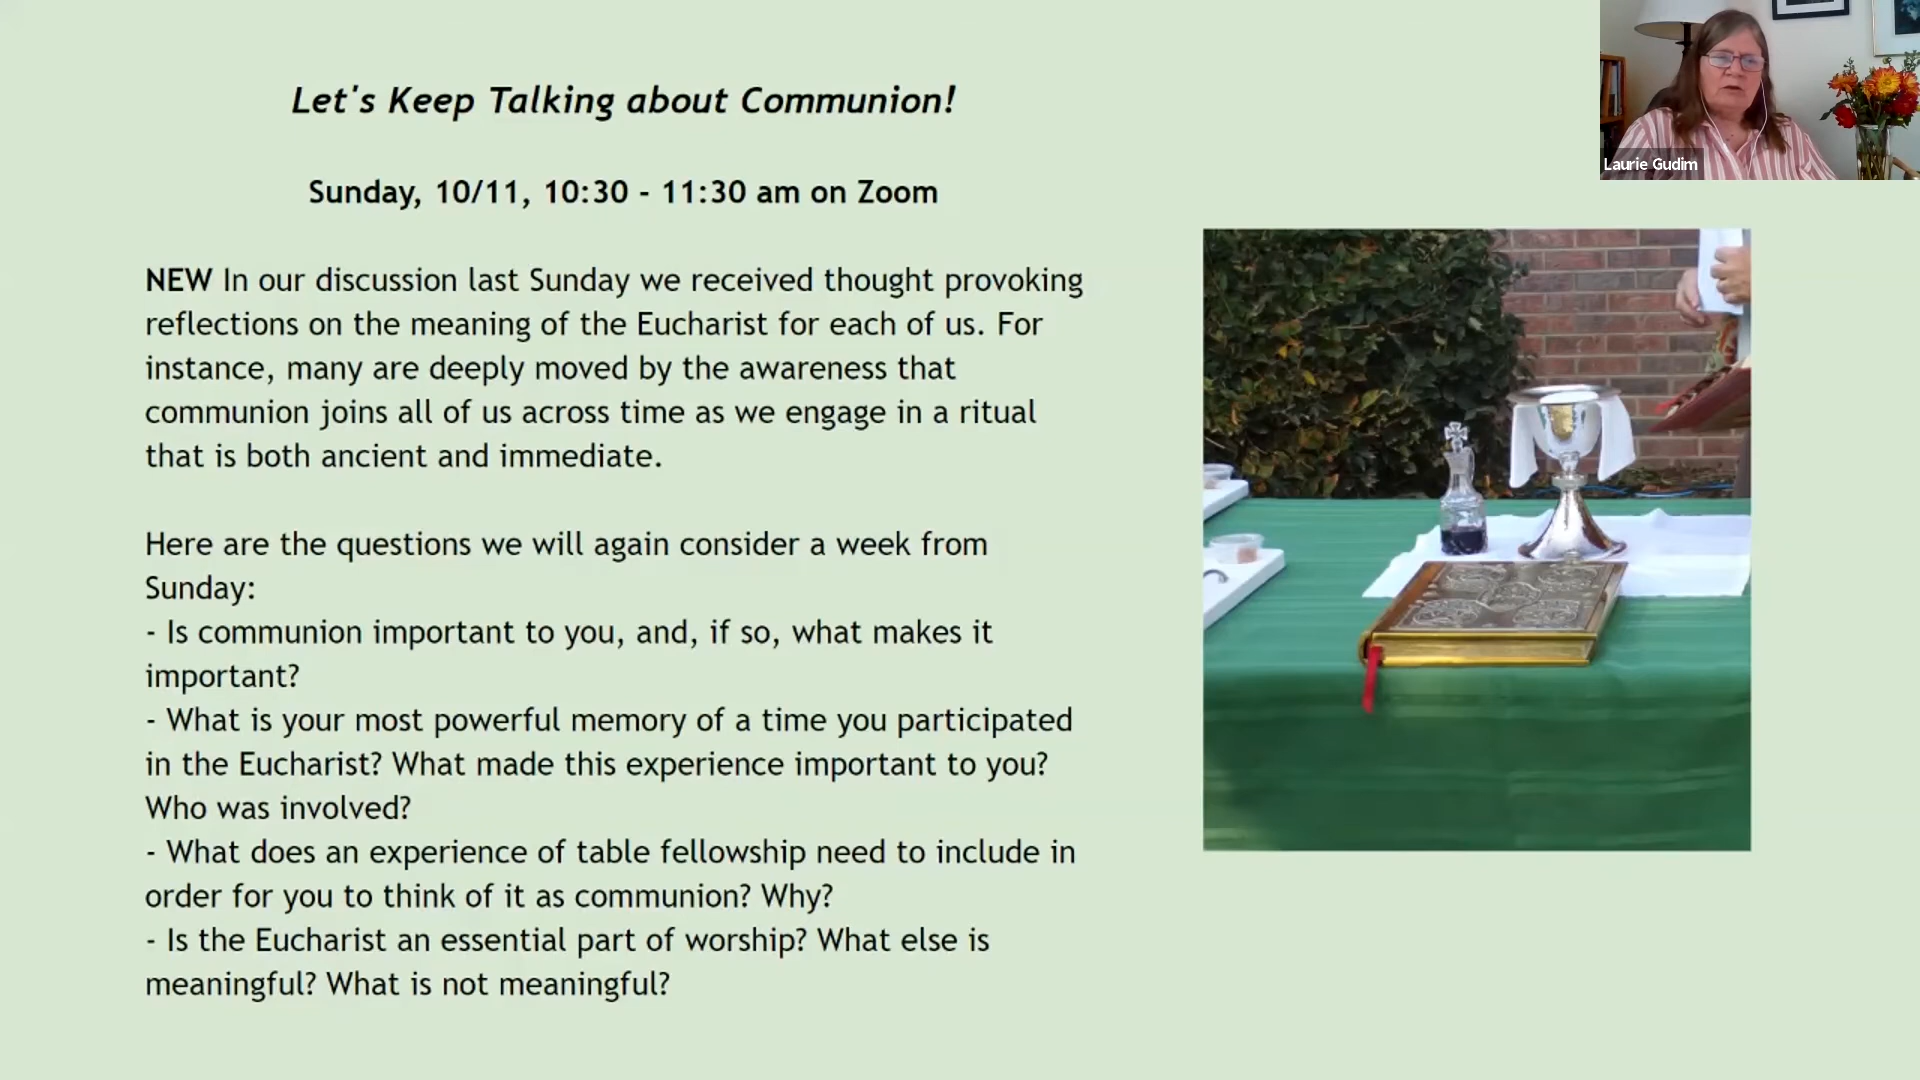 Let's Keep Talking about Communion!
Sunday, 10/11, 10:30 - 11:30 am on Zoom
NEW In our discussion last Sunday we received thought provoking
reflections on the meaning of the Eucharist for each of us. For
instance, many are deeply moved by the awareness that
communion joins all of us across time as we engage in a ritual
that is both ancient and immediate.
Here are the questions we will again consider a week from
Sunday:
- Is communion important to you, and, if so, what makes it
important?
- What is your most powerful memory of a time you participated
in the Eucharist? What made this experience important to you?
Who was involved?
- What does an experience of table fellowship need to include in
order for you to think of it as communion? Why?
- Is the Eucharist an essential part of worship? What else is
meaningful? What is not meaningful?
Laurie Gudim